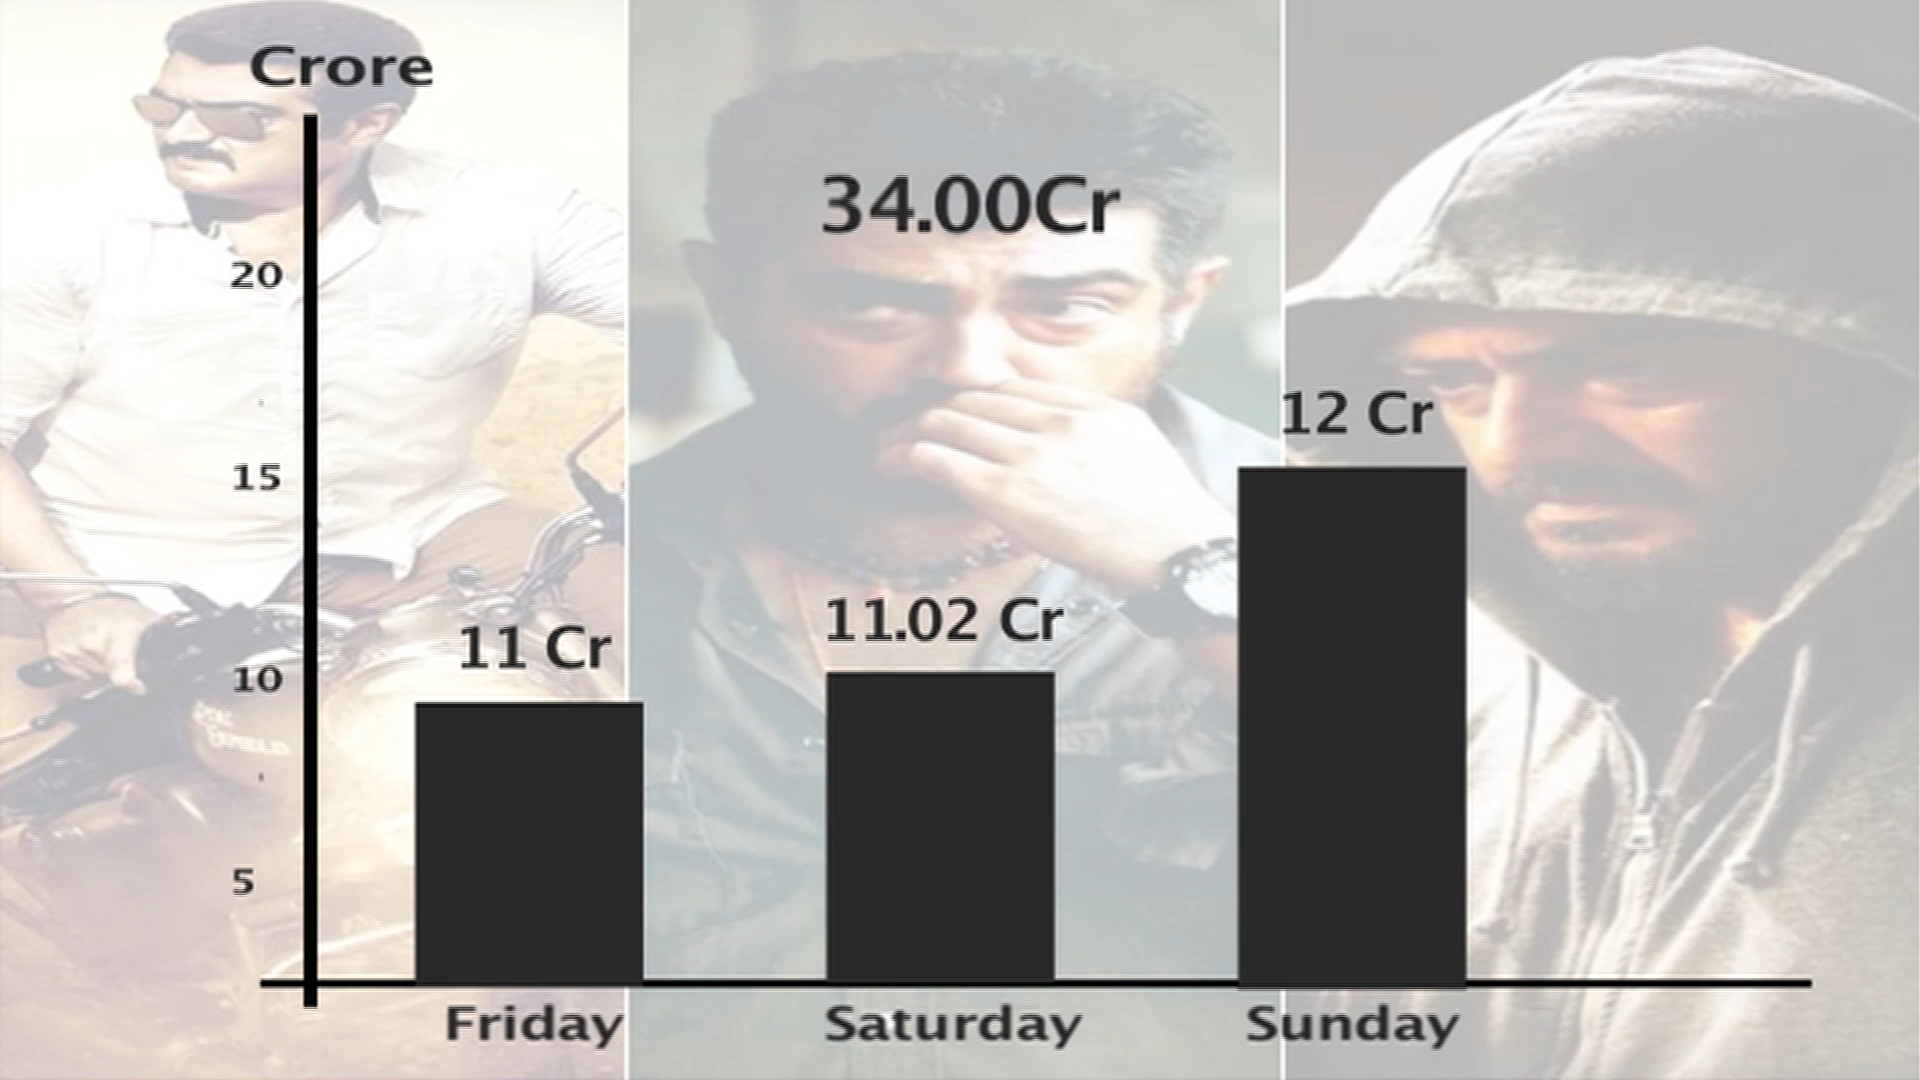 Crore
34.00Cr
20
15
12 Cr
11.02 Cr
11 Cr
10
5
Friday
Saturday
Sunday